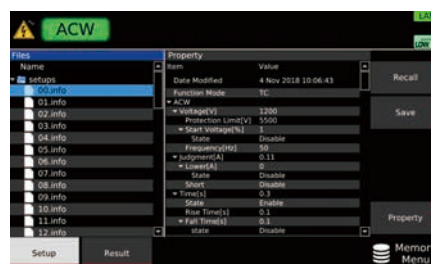 LAN
ACW
LOW
Files
Name
setups
00.info
01.info
02.info
03.info
04.info
05.info
06.info
07.info
08.info
09.info
10.info
11.info
12.info
Property
Item Value
Date Modified 4 Nov 2018 10:06:43
Function Mode TC
ACW
Voltage[V] 1200
Protection Limit[V] 5500
Start Voltage[%] 1
State Disable
Frequency[Hz] 50
Judgment[A] 0.11
Lower[A] 0
State Disable
Short Disable
Time[s] 0.3
State Enable
Rise Time[s] 0.1
Fall Time[s] 0.1
state Disable
Recall
Save
Property
Memor
Menu
Setup Result